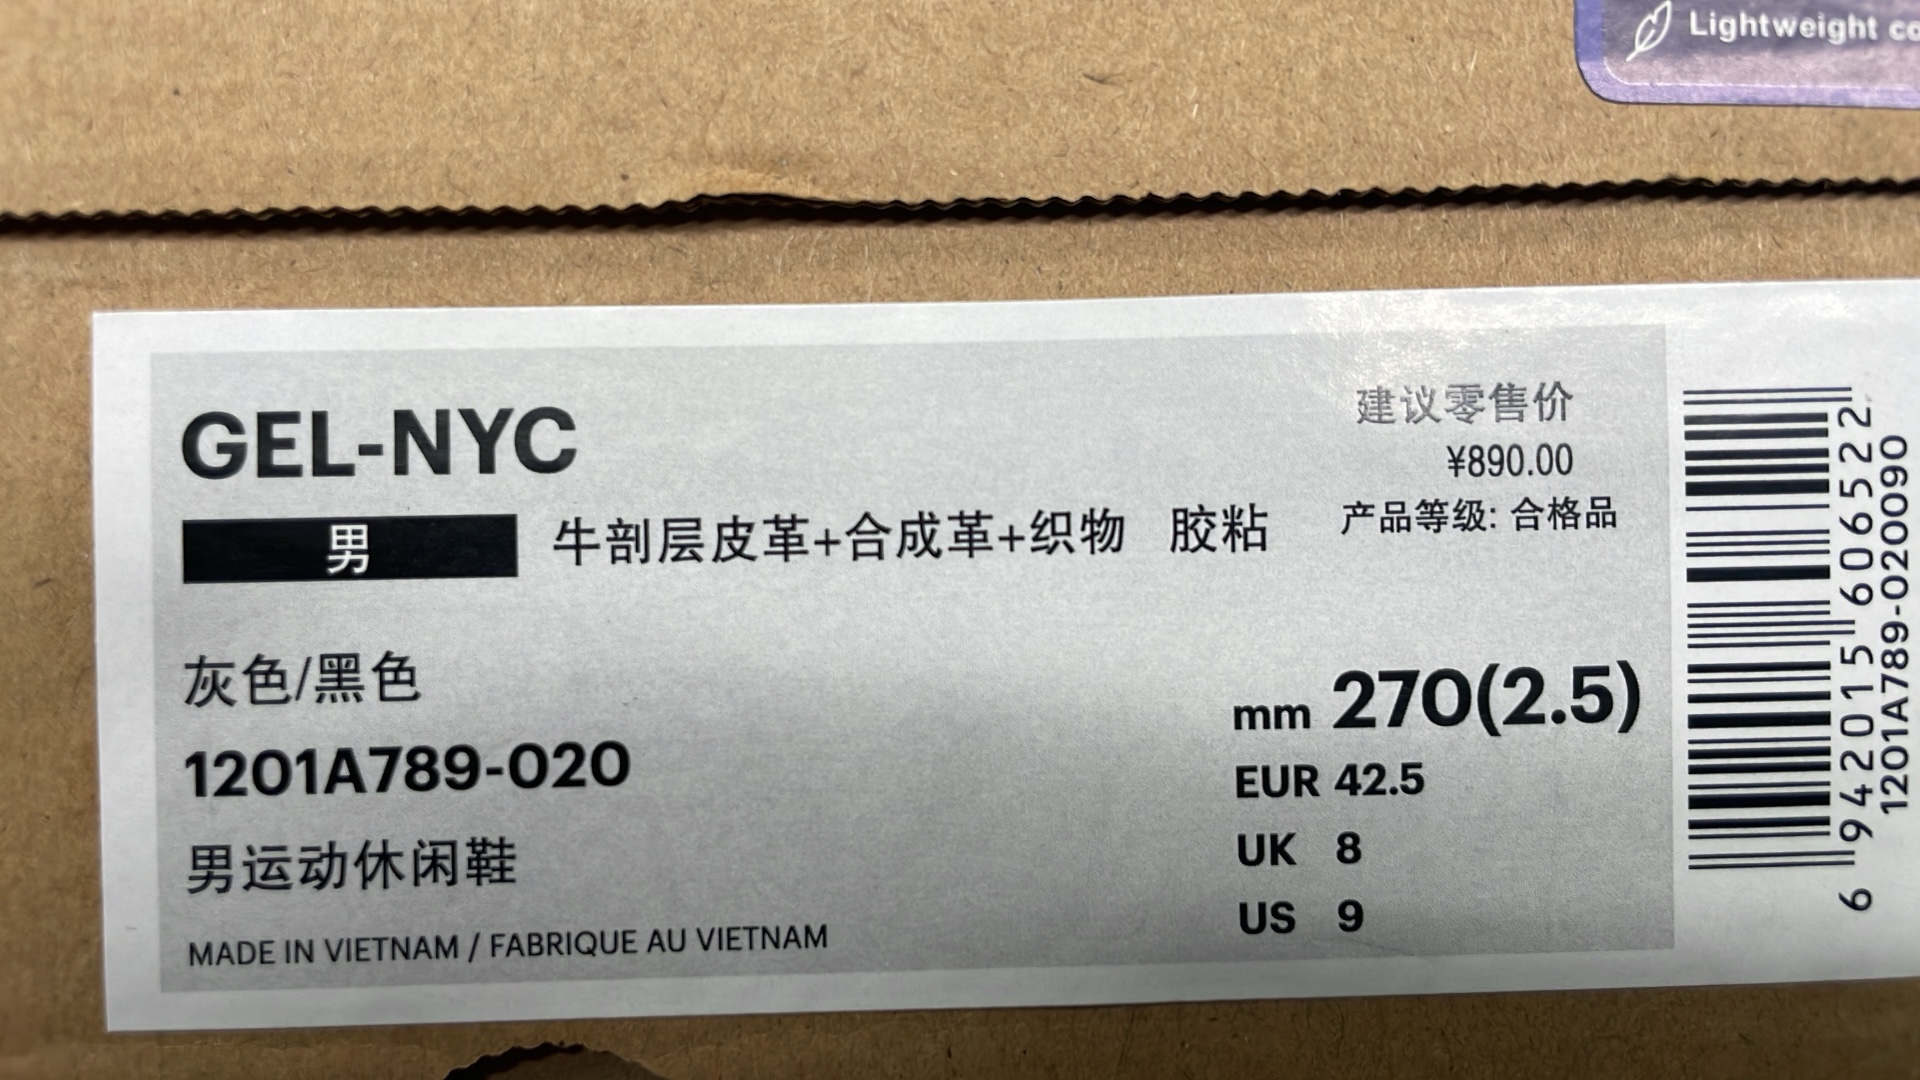 Lightweight
GEL-NYC
建议零售价
¥890.00
男
牛剖层皮革+合成革+织物 胶粘
产品等级: 合格品
灰色/黑色
1201A789-020
男运动休闲鞋
MADE IN VIETNAM / FABRIQUE AU VIETNAM
mm 270(2.5)
EUR 42.5
UK 8
US 9
6 942015 606522
1201A789-020090